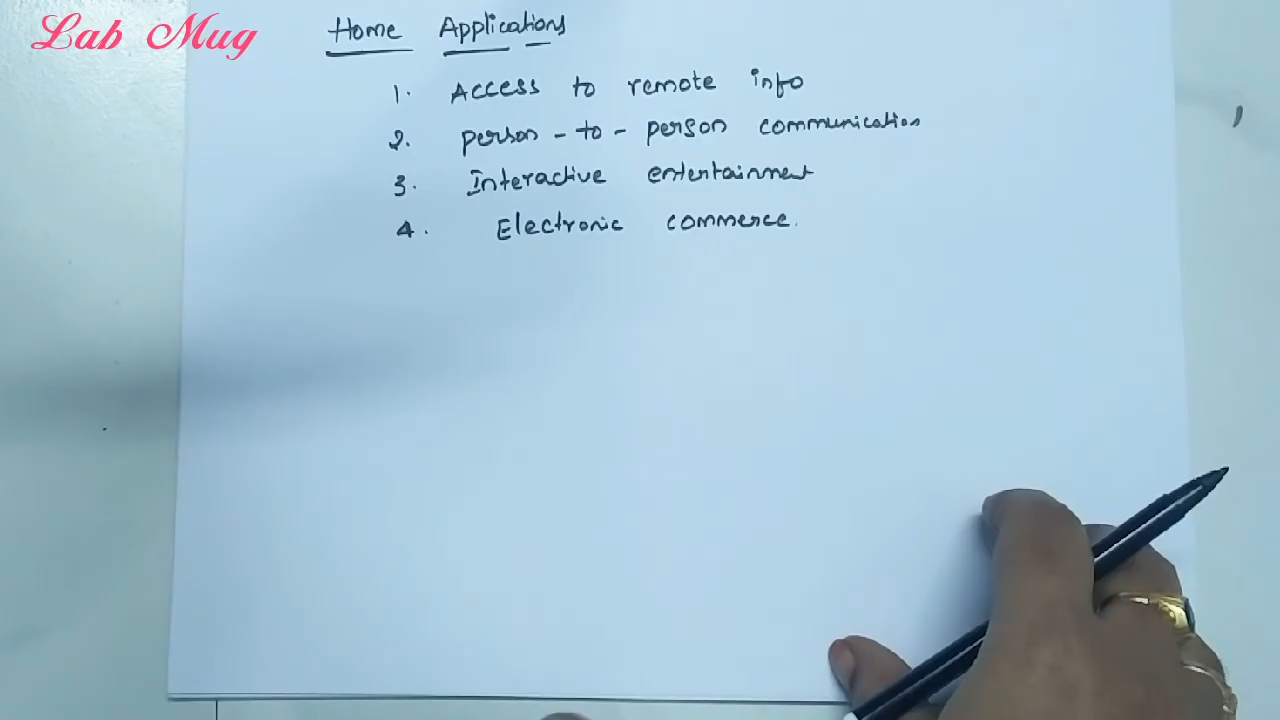 Lab Mug
Home Applications
1. Access to remote info
2. person-to-person communication
3. Interactive entertainment
4. Electronic commerce.